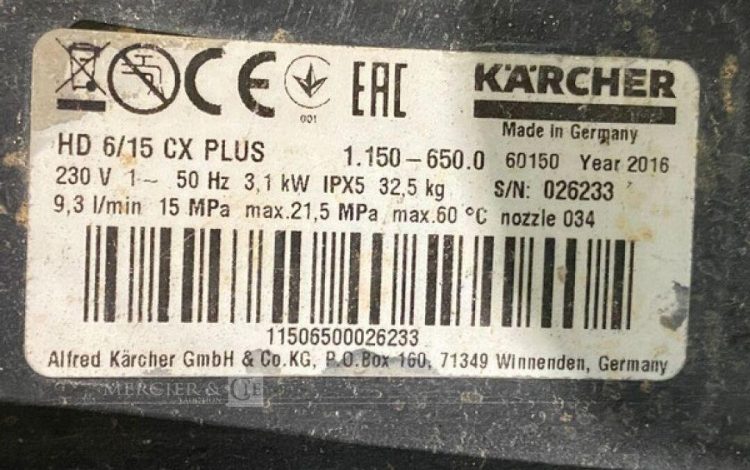 001
EAC
KÄRCHER
Made in Germany
HD 6/15 CX PLUS 1.150-650.0 60150 Year 2016
230 V 1~ 50 Hz 3,1 kW IPX5 32,5 kg S/N: 026233
9,3 l/min 15 MPa max.21,5 MPa max.60 °C nozzle 034
11506500026233
Alfred Kärcher GmbH & Co.KG, P.O.Box 160, 71349 Winnenden, Germany
MERCIER & CIE